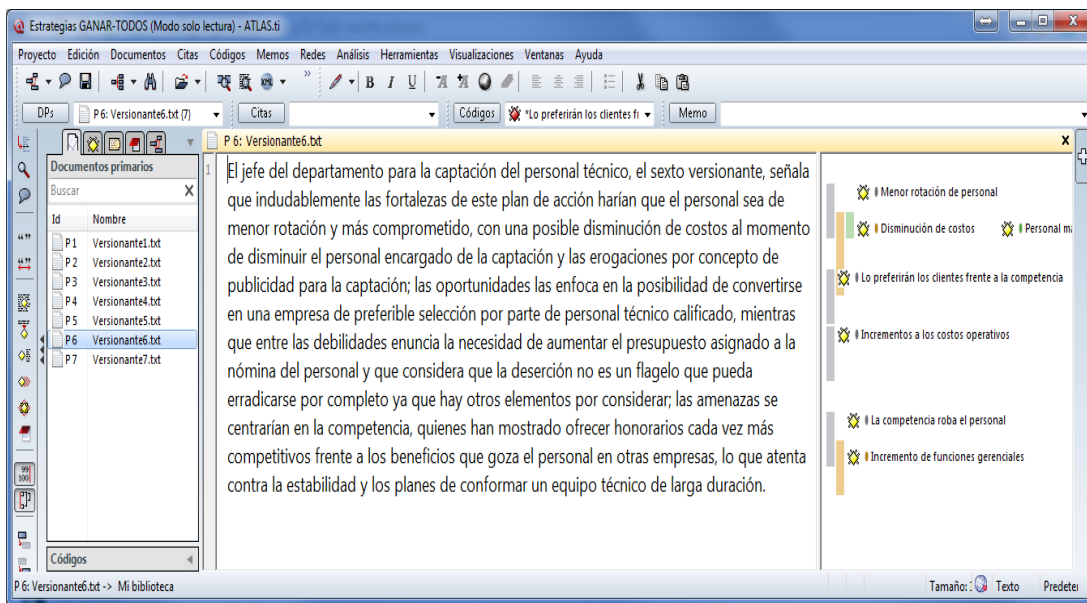 Estrategias GANAR-TODOS (Modo solo lectura) - ATLAS.ti
Proyecto Edición Documentos Citas Códigos Memos Redes Análisis Herramientas Visualizaciones Ventanas Ayuda
B I U A A
DPs P 6: Versionante6.txt {7} Citas Códigos *Lo preferirán los clientes fi Memo
P 6: Versionante6.txt
Documentos primarios
Buscar
Id Nombre
P 1 Versionante1.txt
P 2 Versionante2.txt
P 3 Versionante3.txt
P 4 Versionante4.txt
P 5 Versionante5.txt
P 6 Versionante6.txt
P 7 Versionante7.txt
Códigos
1
El jefe del departamento para la captación del personal técnico, el sexto versionante, señala
que indudablemente las fortalezas de este plan de acción harían que el personal sea de
menor rotación y más comprometido, con una posible disminución de costos al momento
de disminuir el personal encargado de la captación y las erogaciones por concepto de
publicidad para la captación; las oportunidades las enfoca en la posibilidad de convertirse
en una empresa de preferible selección por parte de personal técnico calificado, mientras
que entre las debilidades enuncia la necesidad de aumentar el presupuesto asignado a la
nómina del personal y que considera que la deserción no es un flagelo que pueda
erradicarse por completo ya que hay otros elementos por considerar; las amenazas se
centrarían en la competencia, quienes han mostrado ofrecer honorarios cada vez más
competitivos frente a los beneficios que goza el personal en otras empresas, lo que atenta
contra la estabilidad y los planes de conformar un equipo técnico de larga duración.
Menor rotación de personal
Disminución de costos Personal ma
Lo preferirán los clientes frente a la competencia
Incrementos a los costos operativos
La competencia roba el personal
Incremento de funciones gerenciales
P 6: Versionante6.txt -> Mi biblioteca
Tamaño: Texto Predeter